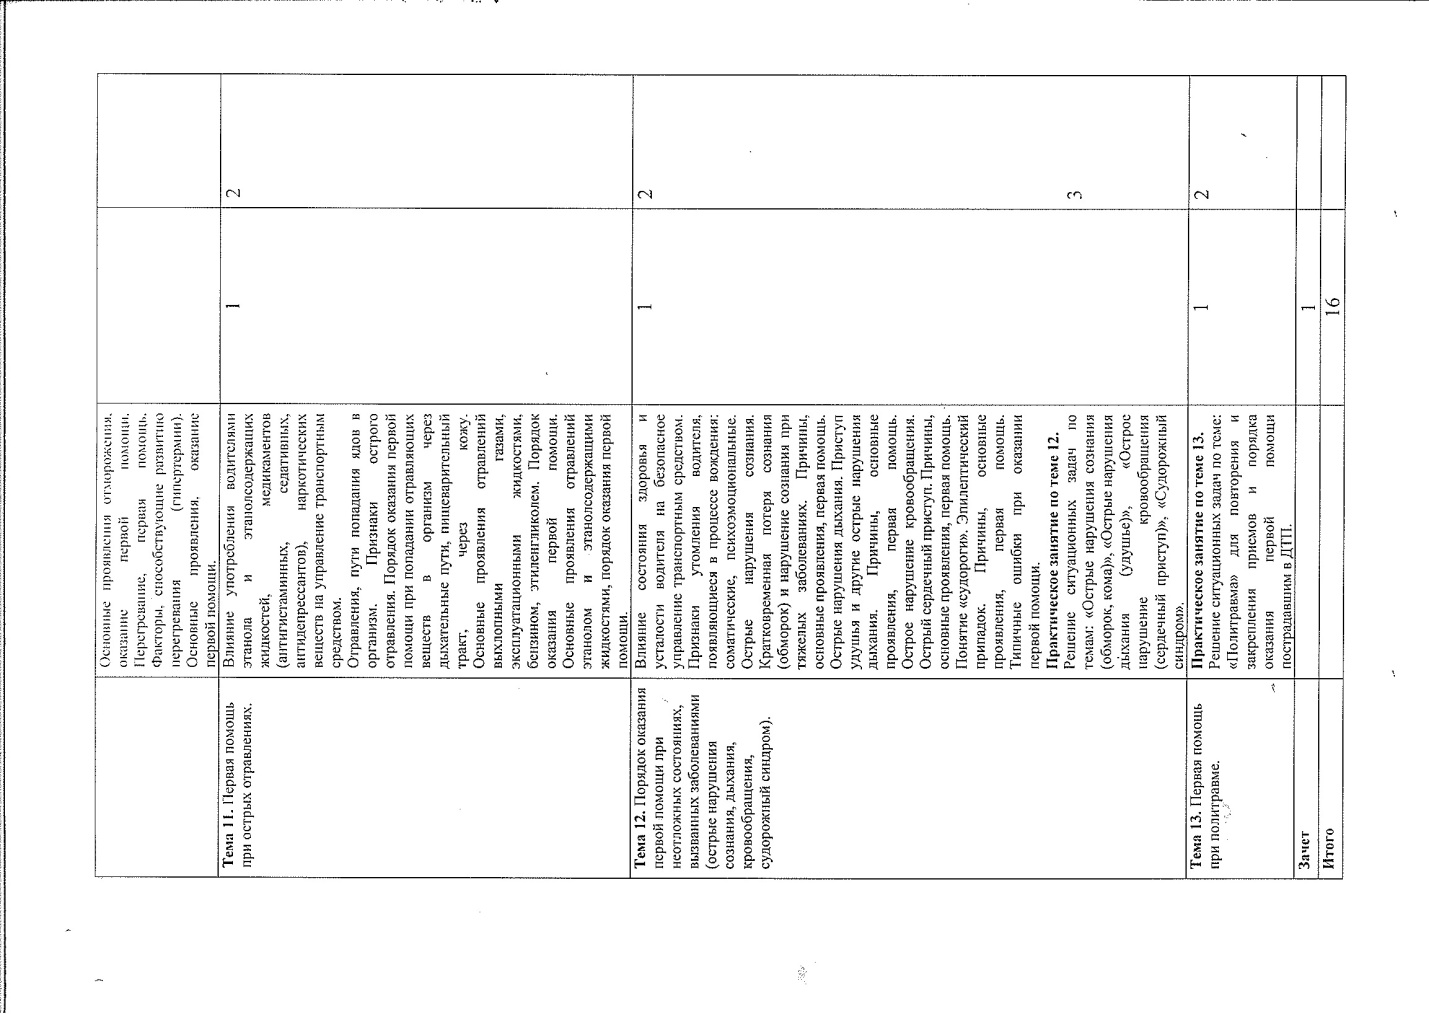 Основные проявления отморожения,
оказание первой помощи.
Перегревание, первая помощь.
Факторы, способствующие развитию
перегревания (гипертермии).
Основные проявления, оказание
первой помощи.
Тема 11. Первая помощь
при острых отравлениях.
Влияние употребления водителями
этанола и этанолсодержащих
жидкостей, медикаментов
(антигистаминных, седативных,
антидепрессантов), наркотических
веществ на управление транспортным
средством.
Отравления, пути попадания ядов в
организм. Признаки острого
отравления. Порядок оказания первой
помощи при попадании отравляющих
веществ в организм через
дыхательные пути, пищеварительный
тракт, через кожу.
Основные проявления отравлений
выхлопными газами,
эксплуатационными жидкостями,
бензином, этиленгликолем. Порядок
оказания первой помощи.
Основные проявления отравлений
этанолом и этанолсодержащими
жидкостями, порядок оказания первой
помощи.
1
2
Тема 12. Порядок оказания
первой помощи при
неотложных состояниях,
вызванных заболеваниями
(острые нарушения
сознания, дыхания,
кровообращения,
судорожный синдром).
Влияние состояния здоровья и
усталости водителя на безопасное
управление транспортным средством.
Признаки утомления водителя,
появляющиеся в процессе вождения:
соматические, психоэмоциональные.
Острые нарушения сознания.
Кратковременная потеря сознания
(обморок) и нарушение сознания при
тяжелых заболеваниях. Причины,
основные проявления, первая помощь.
Острые нарушения дыхания. Приступ
удушья и другие острые нарушения
дыхания. Причины, основные
проявления, первая помощь.
Острое нарушение кровообращения.
Острый сердечный приступ. Причины,
основные проявления, первая помощь.
Понятие «судороги». Эпилептический
припадок. Причины, основные
проявления, первая помощь.
Типичные ошибки при оказании
первой помощи.
Практическое занятие по теме 12.
Решение ситуационных задач по
темам: «Острые нарушения сознания
(обморок, кома)», «Острые нарушения
дыхания (удушье)», «Острое
нарушение кровообращения
(сердечный приступ)», «Судорожный
синдром».
1
2
3
Тема 13. Первая помощь
при политравме.
Практическое занятие по теме 13.
Решение ситуационных задач по теме:
«Политравма» для повторения и
закрепления приемов и порядка
оказания первой помощи
пострадавшим в ДТП.
1
2
Зачет
1
Итого
16